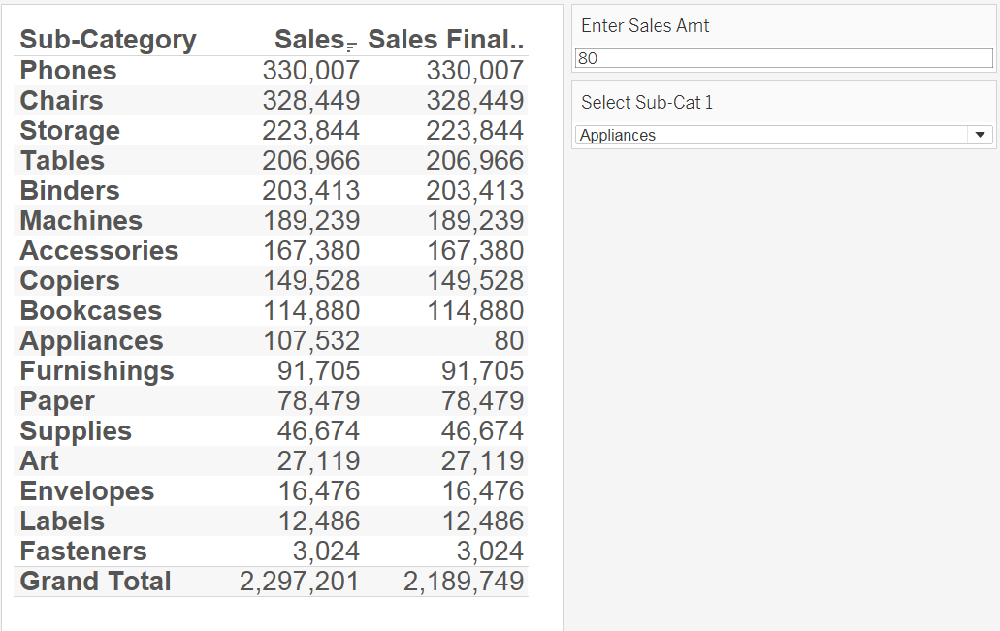 Sub-Category Sales Sales Final..
Phones 330,007 330,007
Chairs 328,449 328,449
Storage 223,844 223,844
Tables 206,966 206,966
Binders 203,413 203,413
Machines 189,239 189,239
Accessories 167,380 167,380
Copiers 149,528 149,528
Bookcases 114,880 114,880
Appliances 107,532 80
Furnishings 91,705 91,705
Paper 78,479 78,479
Supplies 46,674 46,674
Art 27,119 27,119
Envelopes 16,476 16,476
Labels 12,486 12,486
Fasteners 3,024 3,024
Grand Total 2,297,201 2,189,749
Enter Sales Amt
80
Select Sub-Cat 1
Appliances